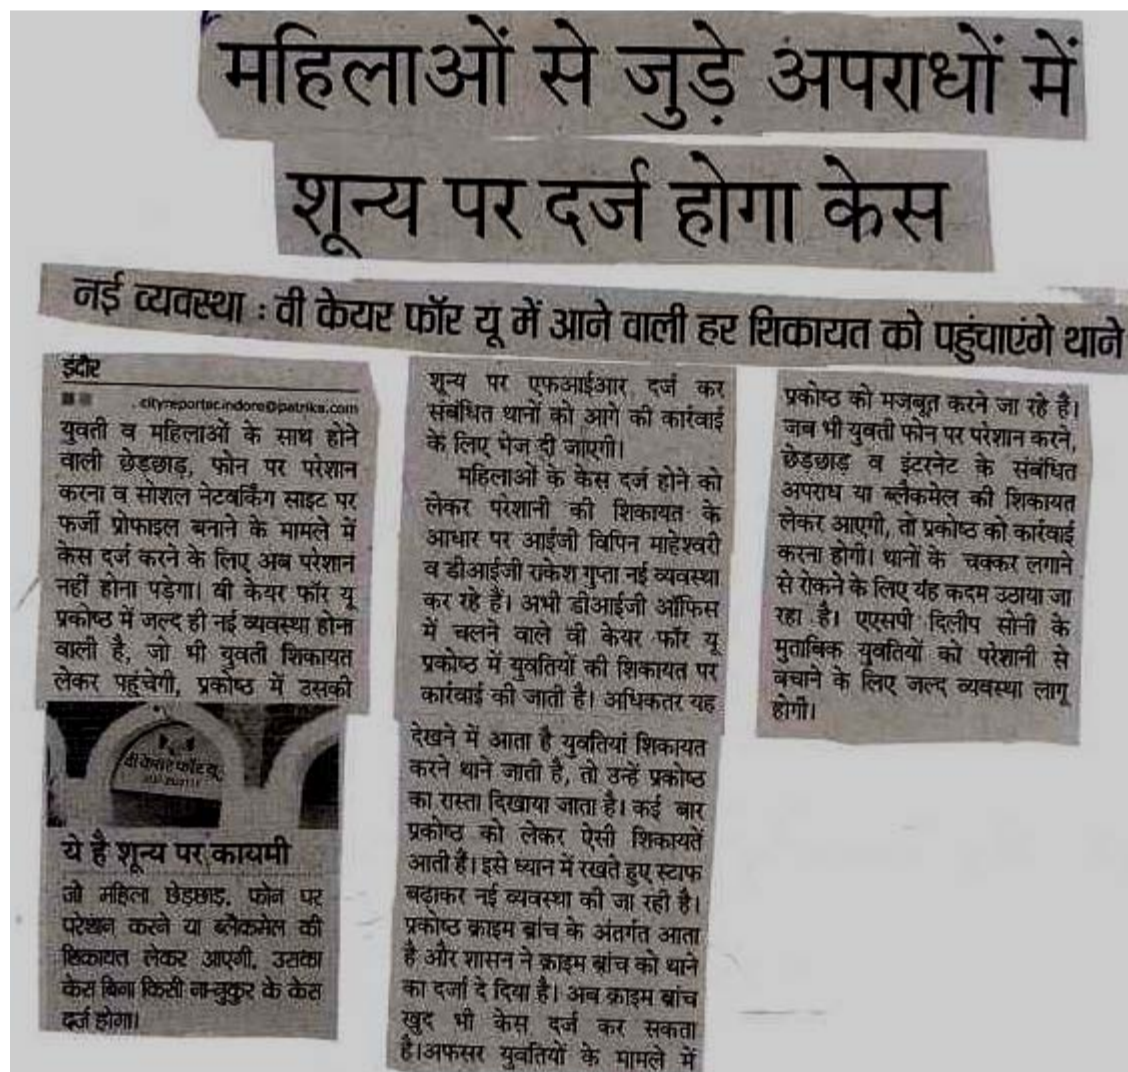 महिलाओं से जुड़े अपराधों में
शून्य पर दर्ज होगा केस
नई व्यवस्था : वी केयर फॉर यू में आने वाली हर शिकायत को पहुंचाएंगे थाने
इंदौर
cityreporter.indore@patrika.com
युवती व महिलाओं के साथ होने
वाली छेड़छाड़, फोन पर परेशान
करना व सोशल नेटवर्किंग साइट पर
फर्जी प्रोफाइल बनाने के मामले में
केस दर्ज करने के लिए अब परेशान
नहीं होना पड़ेगा। वी केयर फॉर यू
प्रकोष्ठ में जल्द ही नई व्यवस्था होना
वाली है, जो भी युवती शिकायत
लेकर पहुंचेगी, प्रकोष्ठ में उसकी
वी केयर फॉर यू
ये है शून्य पर कायमी
जो महिला छेड़छाड़, फोन पर
परेशान करने या ब्लैकमेल की
शिकायत लेकर आएगी, उसका
केस बिना किसी ना-नुकुर के केस
दर्ज होगा।
शून्य पर एफआईआर दर्ज कर
संबंधित थानों को आगे की कार्रवाई
के लिए भेज दी जाएगी।
महिलाओं के केस दर्ज होने को
लेकर परेशानी की शिकायत के
आधार पर आईजी विपिन माहेश्वरी
व डीआईजी राकेश गुप्ता नई व्यवस्था
कर रहे हैं। अभी डीआईजी ऑफिस
में चलने वाले वी केयर फॉर यू
प्रकोष्ठ में युवतियों की शिकायत पर
कार्रवाई की जाती है। अधिकतर यह
देखने में आता है युवतियां शिकायत
करने थाने जाती है, तो उन्हें प्रकोष्ठ
का रास्ता दिखाया जाता है। कई बार
प्रकोष्ठ को लेकर ऐसी शिकायतें
आती हैं। इसे ध्यान में रखते हुए स्टाफ
बढ़ाकर नई व्यवस्था की जा रही है।
प्रकोष्ठ क्राइम ब्रांच के अंतर्गत आता
है और शासन ने क्राइम ब्रांच को थाने
का दर्जा दे दिया है। अब क्राइम ब्रांच
खुद भी केस दर्ज कर सकता
है।अफसर युवतियों के मामले में
प्रकोष्ठ को मजबूत करने जा रहे हैं।
जब भी युवती फोन पर परेशान करने,
छेड़छाड़ व इंटरनेट के संबंधित
अपराध या ब्लैकमेल की शिकायत
लेकर आएगी, तो प्रकोष्ठ को कार्रवाई
करना होगी। थानों के चक्कर लगाने
से रोकने के लिए यह कदम उठाया जा
रहा है। एएसपी दिलीप सोनी के
मुताबिक युवतियों को परेशानी से
बचाने के लिए जल्द व्यवस्था लागू
होगी।